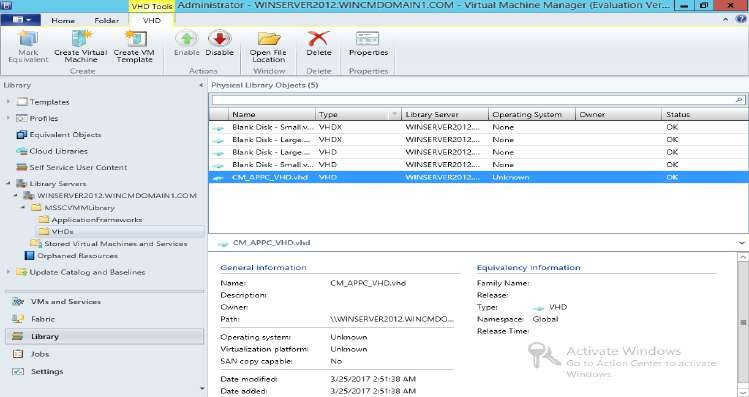 VHD Tools
Administrator - WINSERVER2012.WINCMDOMAIN1.COM - Virtual Machine Manager (Evaluation Ver...
Home Folder VHD
Mark Equivalent
Create Virtual Machine
Create VM Template
Enable
Disable
Open File Location
Delete
Properties
Create Actions Window Delete Properties
Library
Templates
Profiles
Equivalent Objects
Cloud Libraries
Self Service User Content
Library Servers
WINSERVER2012.WINCMDOMAIN1.COM
MSSCVMMLibrary
ApplicationFrameworks
VHDs
Stored Virtual Machines and Services
Orphaned Resources
Update Catalog and Baselines
VMs and Services
Fabric
Library
Jobs
Settings
Physical Library Objects (5)
Name Type Library Server Operating System Owner Status
Blank Disk - Small.v... VHDX WINSERVER2012.... None OK
Blank Disk - Large.... VHDX WINSERVER2012.... None OK
Blank Disk - Large.... VHD WINSERVER2012.... None OK
Blank Disk - Small.v... VHD WINSERVER2012.... None OK
CM_APPC_VHD.vhd VHD WINSERVER2012.... Unknown OK
CM_APPC_VHD.vhd
General Information
Name: CM_APPC_VHD.vhd
Description:
Owner:
Path: \\WINSERVER2012.WINCMDO...
Operating system: Unknown
Virtualization platform: Unknown
SAN copy capable: No
Date modified: 3/25/2017 2:51:38 AM
Date added: 3/25/2017 2:51:38 AM
Equivalency Information
Family Name:
Release:
Type: VHD
Namespace: Global
Release Time:
Activate Windows
Go to Action Center to activate
Windows.